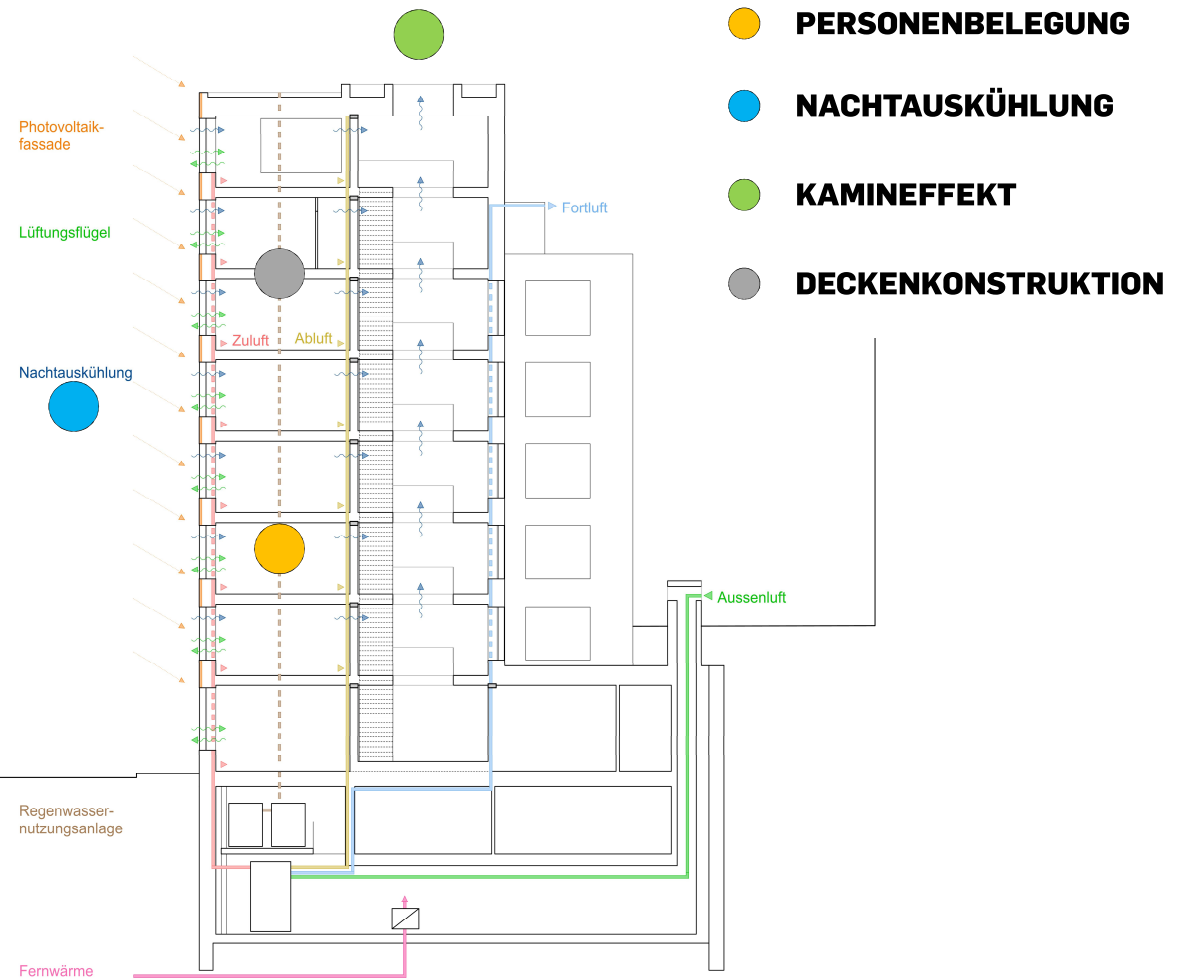 PERSONENBELEGUNG
NACHTAUSKÜHLUNG
KAMINEFFEKT
DECKENKONSTRUKTION
Photovoltaik-
fassade
Lüftungsflügel
Fortluft
Zuluft
Abluft
Nachtauskühlung
Aussenluft
Regenwasser-
nutzungsanlage
Fernwärme